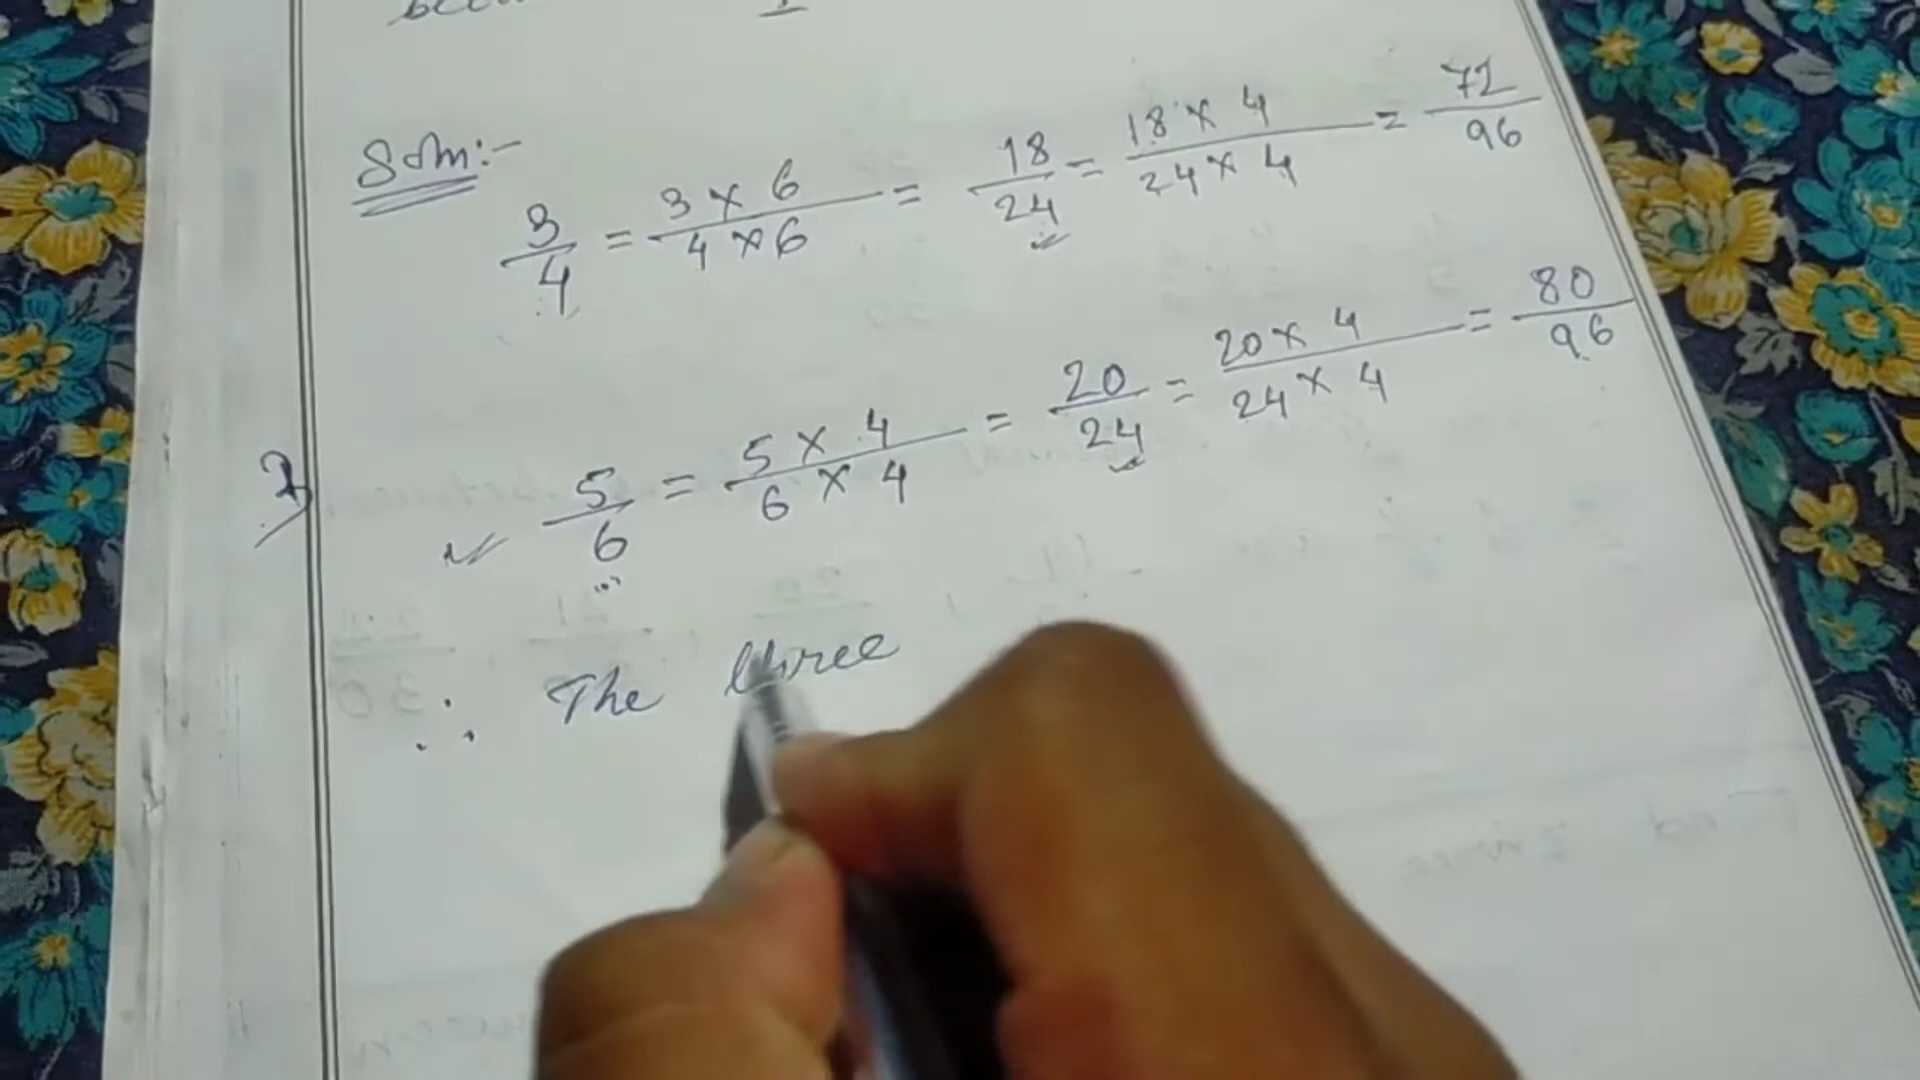 Soln:-
3/4 = 3 × 6 / 4 × 6 = 18/24 = 18 × 4 / 24 × 4 = 72/96
5/6 = 5 × 4 / 6 × 4 = 20/24 = 20 × 4 / 24 × 4 = 80/96
∴ The three